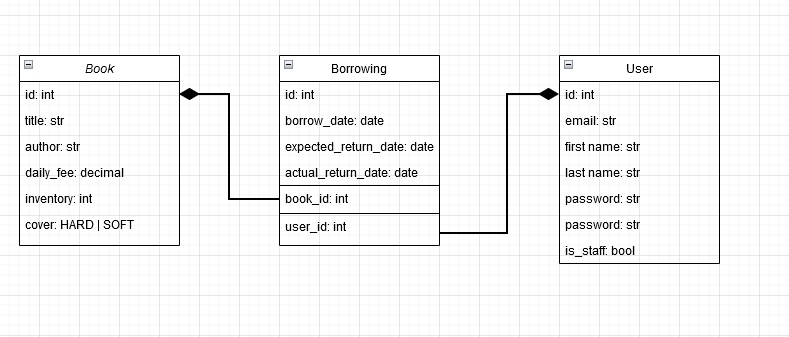 Book
id: int
title: str
author: str
daily_fee: decimal
inventory: int
cover: HARD | SOFT
Borrowing
id: int
borrow_date: date
expected_return_date: date
actual_return_date: date
book_id: int
user_id: int
User
id: int
email: str
first name: str
last name: str
password: str
password: str
is_staff: bool